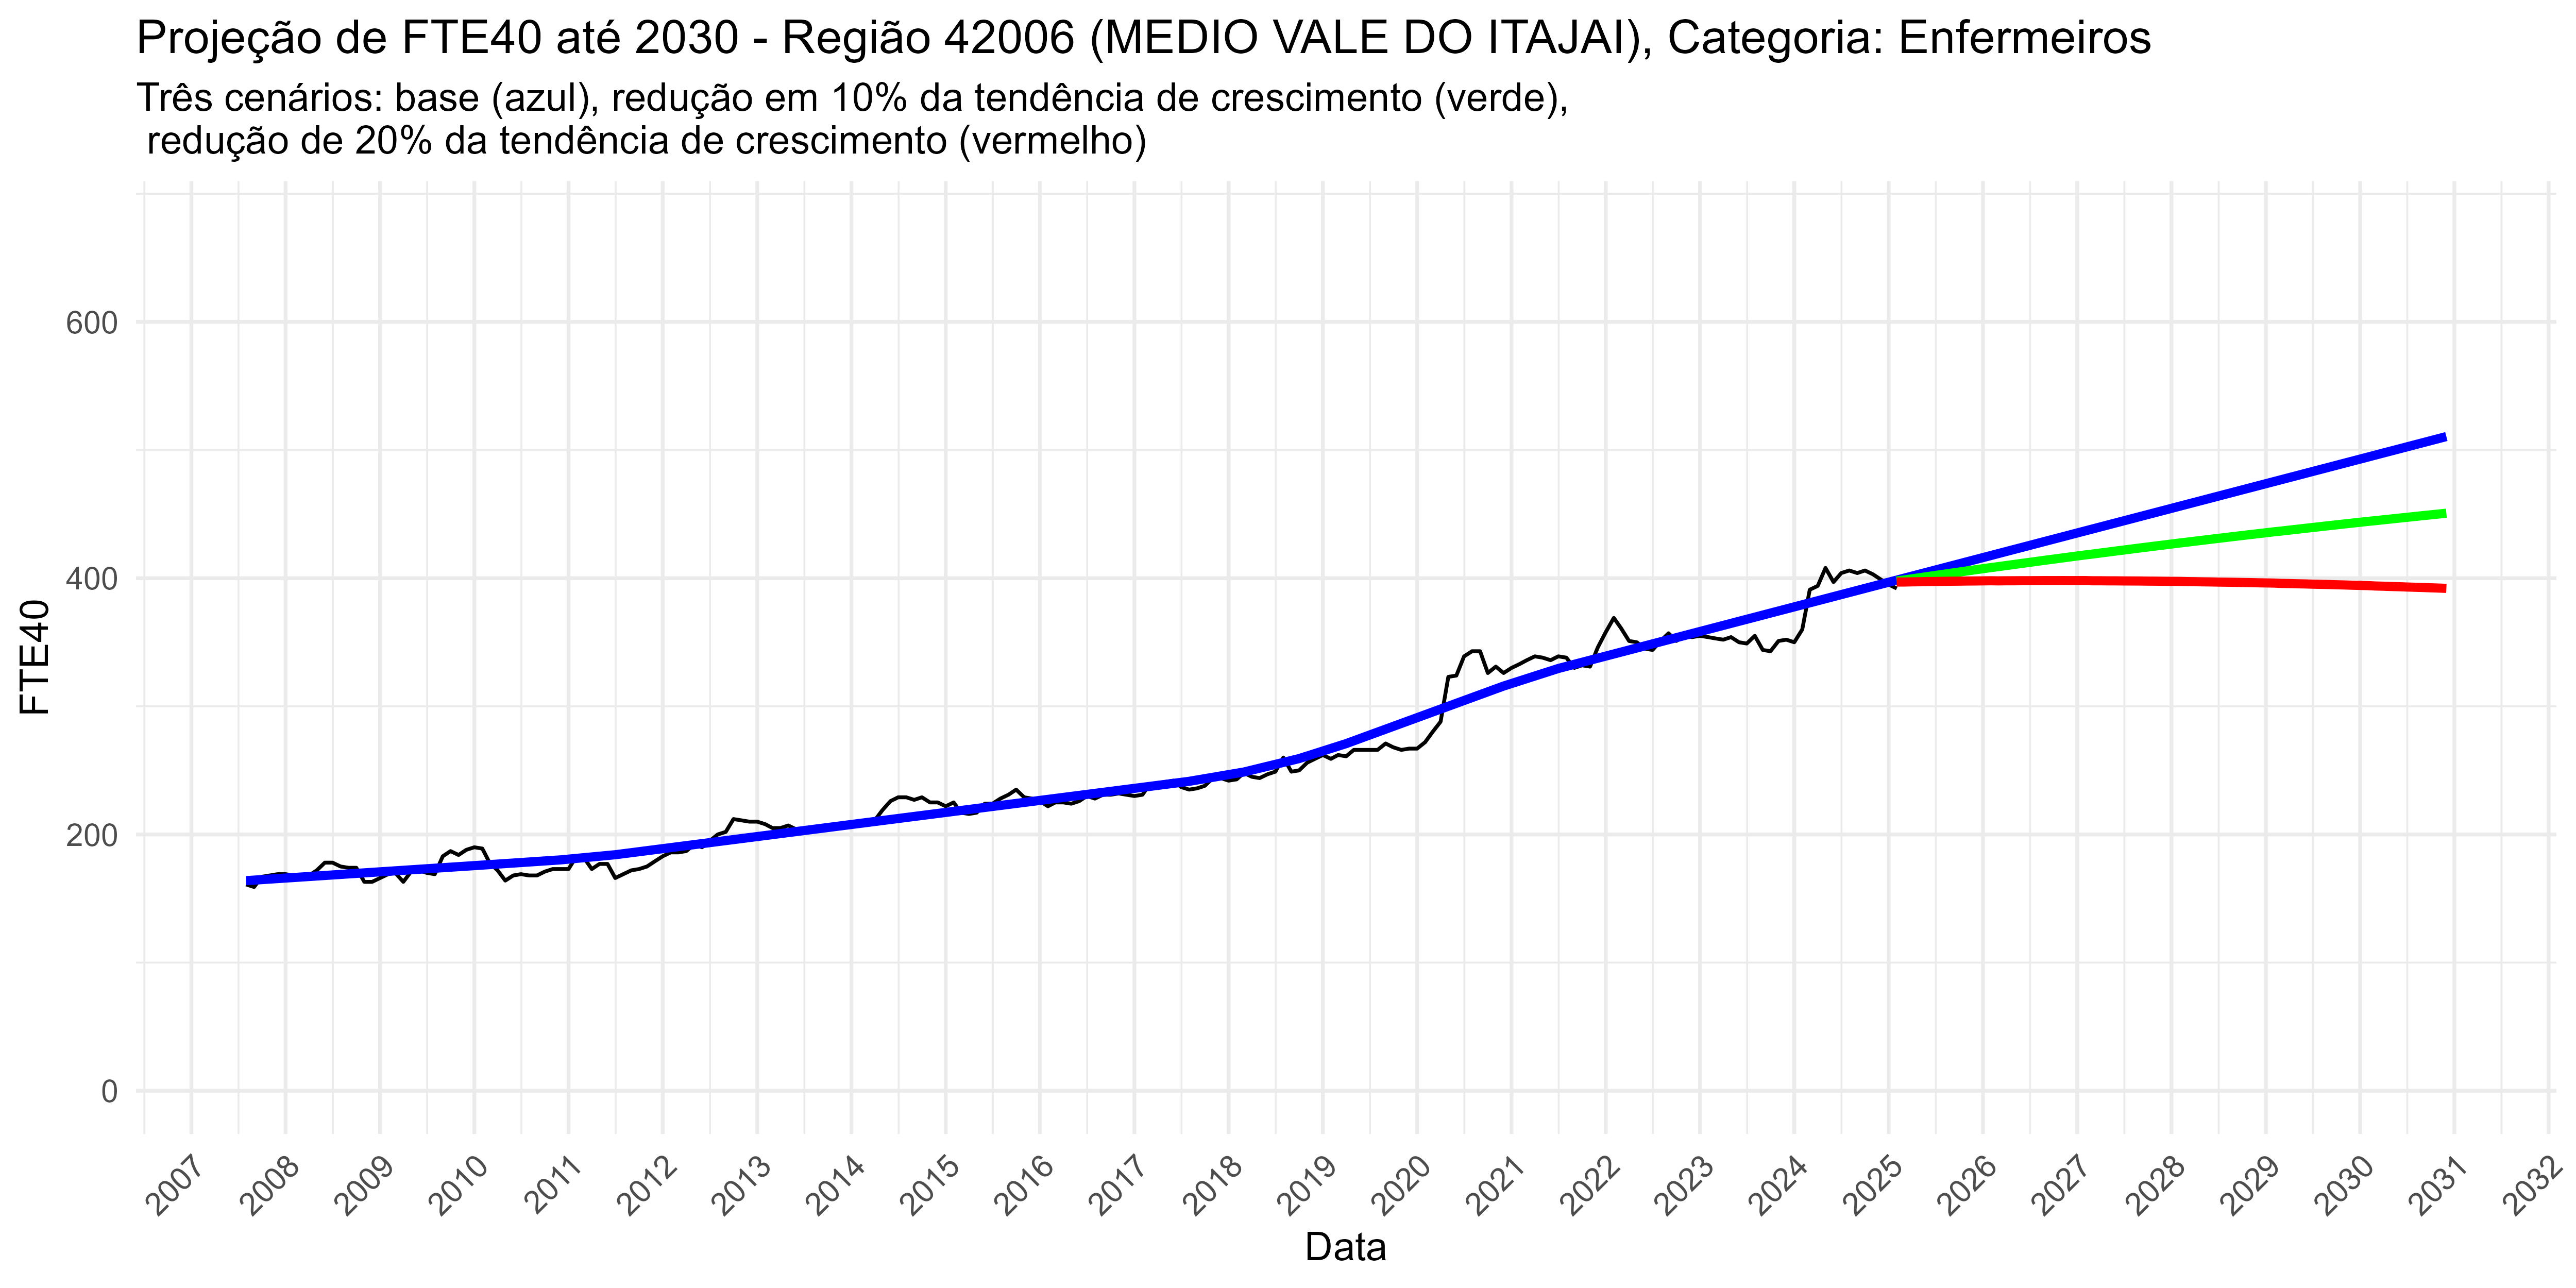 Projeção de FTE40 até 2030 - Região 42006 (MEDIO VALE DO ITAJAI), Categoria: Enfermeiros
Três cenários: base (azul), redução em 10% da tendência de crescimento (verde),
redução de 20% da tendência de crescimento (vermelho)
FTE40
600
400
200
0
2007 2008 2009 2010 2011 2012 2013 2014 2015 2016 2017 2018 2019 2020 2021 2022 2023 2024 2025 2026 2027 2028 2029 2030 2031 2032
Data